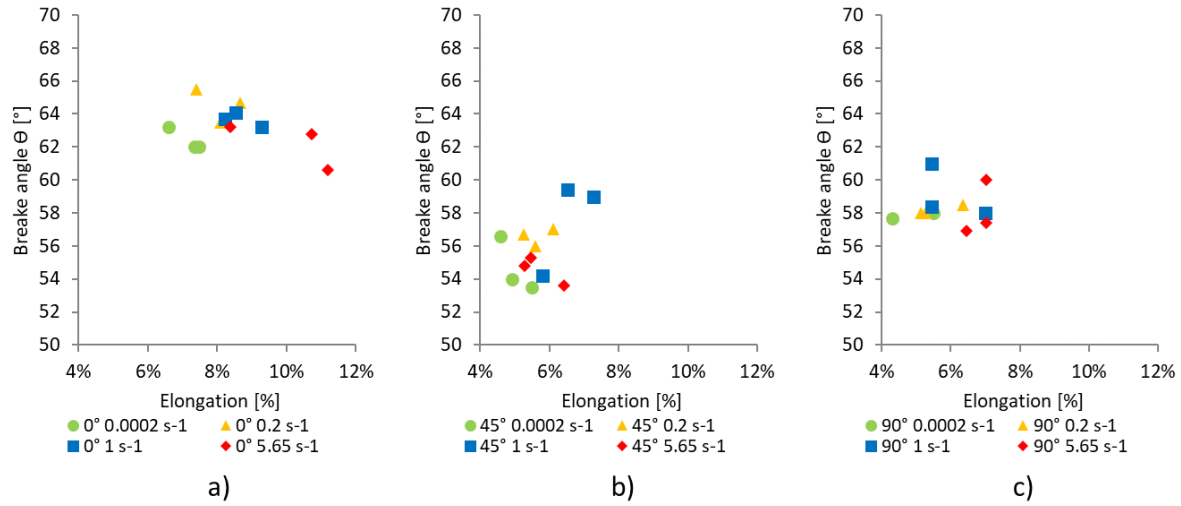 70
68
66
64
62
60
58
56
54
52
50
Breake angle Θ [°]
4% 6% 8% 10% 12%
Elongation [%]
0° 0.0002 s-1 0° 0.2 s-1
0° 1 s-1 0° 5.65 s-1
a)
70
68
66
64
62
60
58
56
54
52
50
Breake angle Θ [°]
4% 6% 8% 10% 12%
Elongation [%]
45° 0.0002 s-1 45° 0.2 s-1
45° 1 s-1 45° 5.65 s-1
b)
70
68
66
64
62
60
58
56
54
52
50
Breake angle Θ [°]
4% 6% 8% 10% 12%
Elongation [%]
90° 0.0002 s-1 90° 0.2 s-1
90° 1 s-1 90° 5.65 s-1
c)